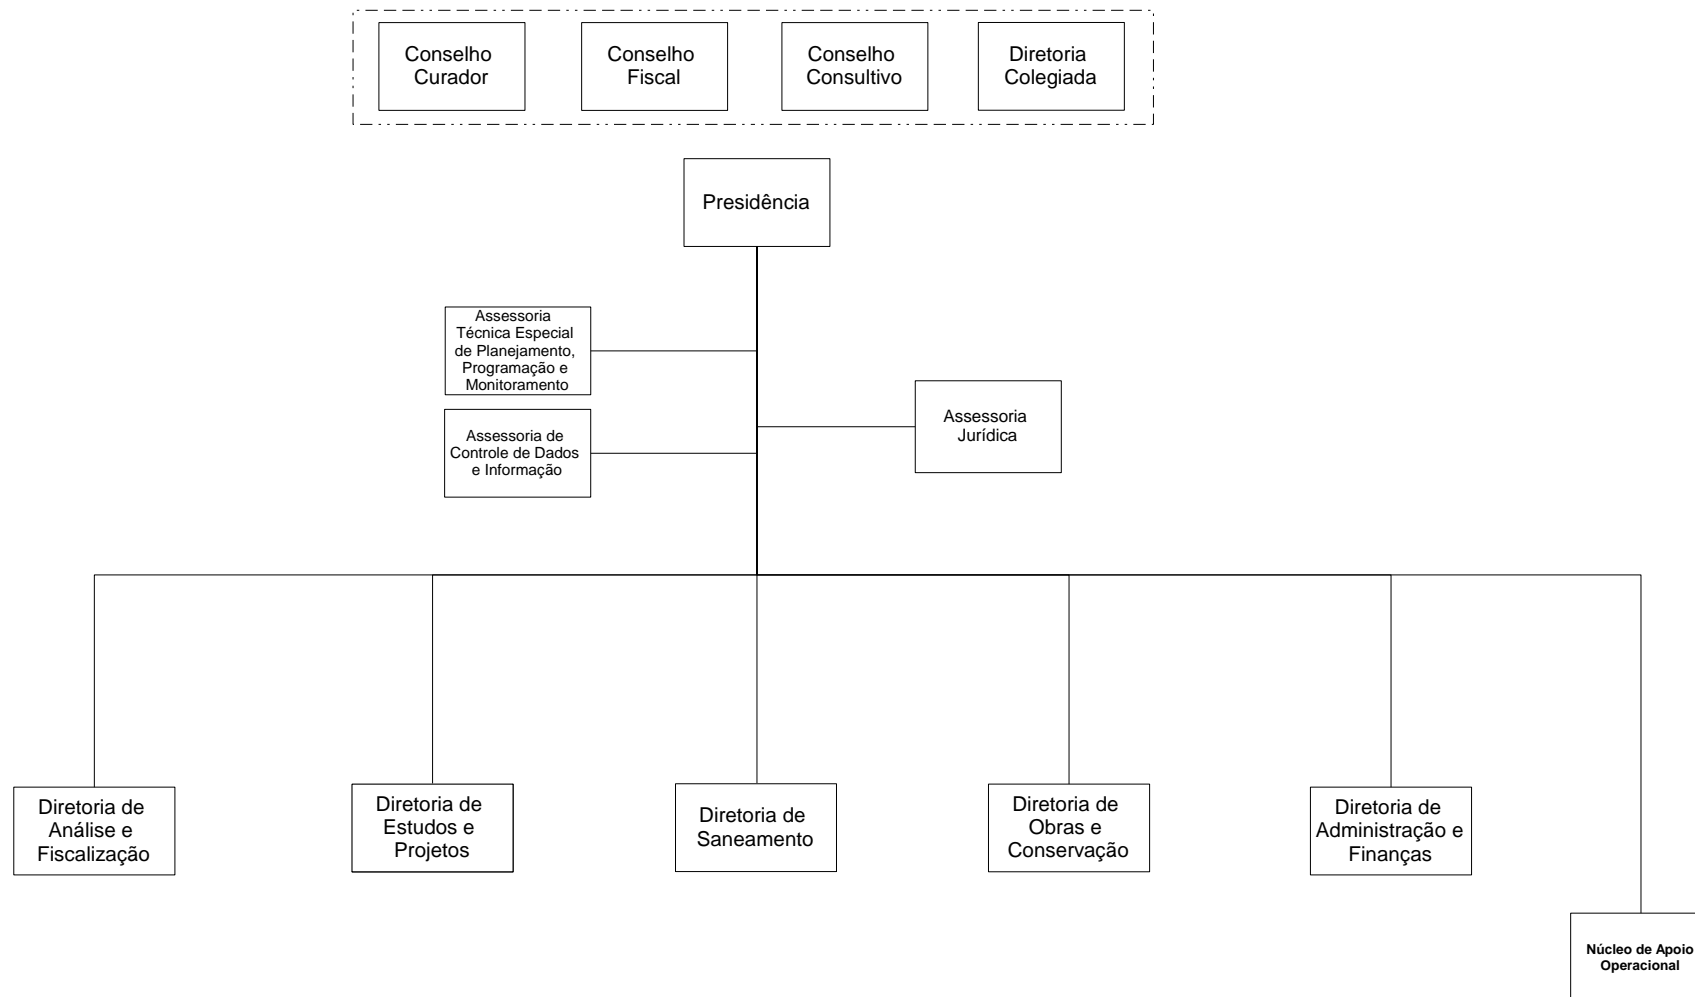 Conselho
Curador
Conselho
Fiscal
Conselho
Consultivo
Diretoria
Colegiada
Presidência
Assessoria
Técnica Especial
de Planejamento,
Programação e
Monitoramento
Assessoria de
Controle de Dados
e Informação
Assessoria
Jurídica
Diretoria de
Análise e
Fiscalização
Diretoria de
Estudos e
Projetos
Diretoria de
Saneamento
Diretoria de
Obras e
Conservação
Diretoria de
Administração e
Finanças
Núcleo de Apoio
Operacional